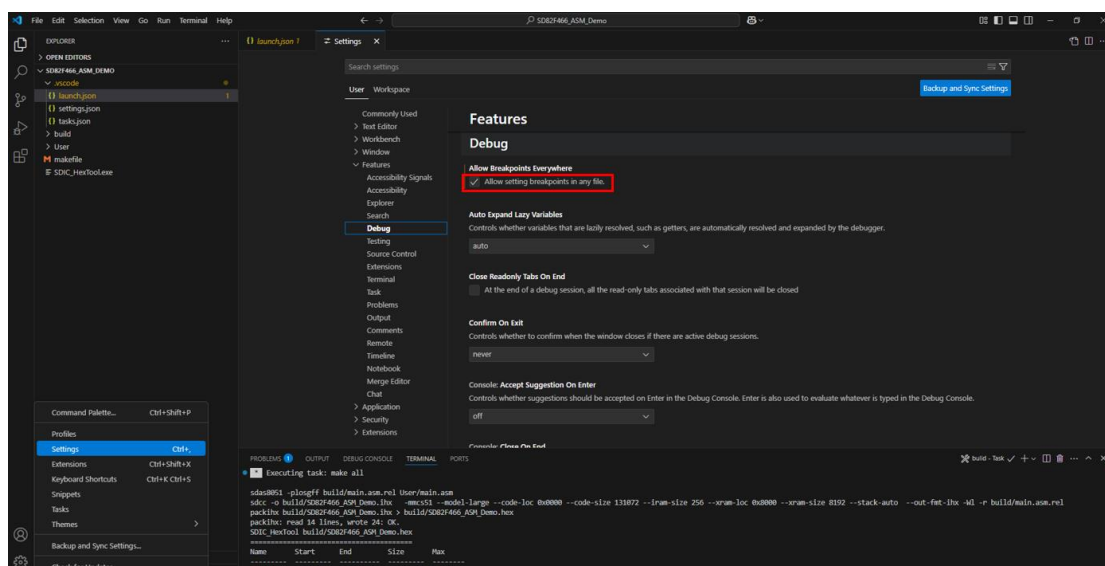 File Edit Selection View Go Run Terminal Help
SD82F466_ASM_Demo
EXPLORER
OPEN EDITORS
SD82F466_ASM_DEMO
.vscode
{} launch.json 1
{} settings.json
{} tasks.json
build
User
M makefile
SDIC_HexTool.exe
Command Palette... Ctrl+Shift+P
Profiles
Settings Ctrl+,
Extensions Ctrl+Shift+X
Keyboard Shortcuts Ctrl+K Ctrl+S
Snippets
Tasks
Themes
Backup and Sync Settings...
{} launch.json 1
Settings
Search settings
User Workspace
Backup and Sync Settings
Commonly Used
Text Editor
Workbench
Window
Features
Accessibility Signals
Accessibility
Explorer
Search
Debug
Testing
Source Control
Extensions
Terminal
Task
Problems
Output
Comments
Remote
Timeline
Notebook
Merge Editor
Chat
Application
Security
Extensions
Features
Debug
Allow Breakpoints Everywhere
Allow setting breakpoints in any file.
Auto Expand Lazy Variables
Controls whether variables that are lazily resolved, such as getters, are automatically resolved and expanded by the debugger.
auto
Close Readonly Tabs On End
At the end of a debug session, all the read-only tabs associated with that session will be closed
Confirm On Exit
Controls whether to confirm when the window closes if there are active debug sessions.
never
Console: Accept Suggestion On Enter
Controls whether suggestions should be accepted on Enter in the Debug Console. Enter is also used to evaluate whatever is typed in the Debug Console.
off
Console: Close On End
PROBLEMS 1 OUTPUT DEBUG CONSOLE TERMINAL PORTS
build - Task
* Executing task: make all
sdas8051 -plosgff build/main.asm.rel User/main.asm
sdcc -o build/SD82F466_ASM_Demo.ihx -mmcs51 --model-large --code-loc 0x0000 --code-size 131072 --iram-size 256 --xram-loc 0x8000 --xram-size 8192 --stack-auto --out-fmt-ihx -Wl -r build/main.asm.rel
packihx build/SD82F466_ASM_Demo.ihx > build/SD82F466_ASM_Demo.hex
packihx: read 14 lines, wrote 24: OK.
SDIC_HexTool build/SD82F466_ASM_Demo.hex
======================================
Name Start End Size Max
--------- --------- ---------- --------- --------